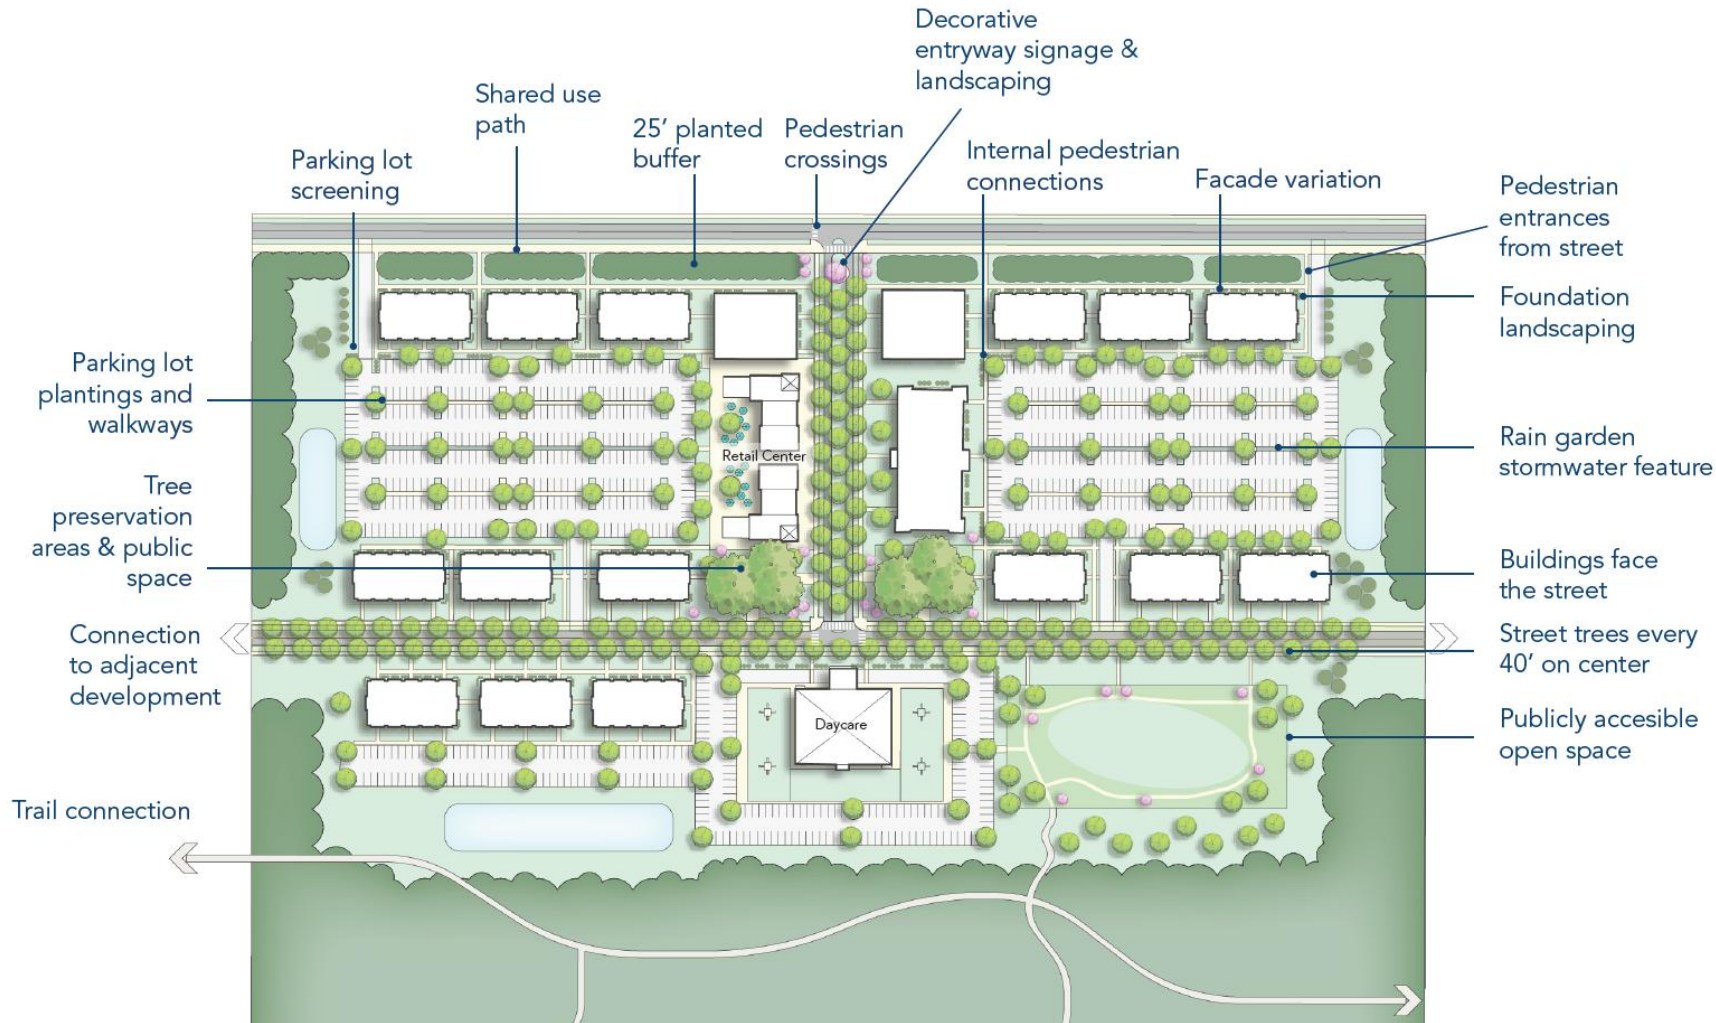 Decorative
entryway signage &
landscaping
Shared use
path
25' planted
buffer
Pedestrian
crossings
Parking lot
screening
Internal pedestrian
connections
Facade variation
Pedestrian
entrances
from street
Foundation
landscaping
Parking lot
plantings and
walkways
Retail Center
Rain garden
stormwater feature
Tree
preservation
areas & public
space
Buildings face
the street
Connection
to adjacent
development
Street trees every
40' on center
Daycare
Publicly accesible
open space
Trail connection